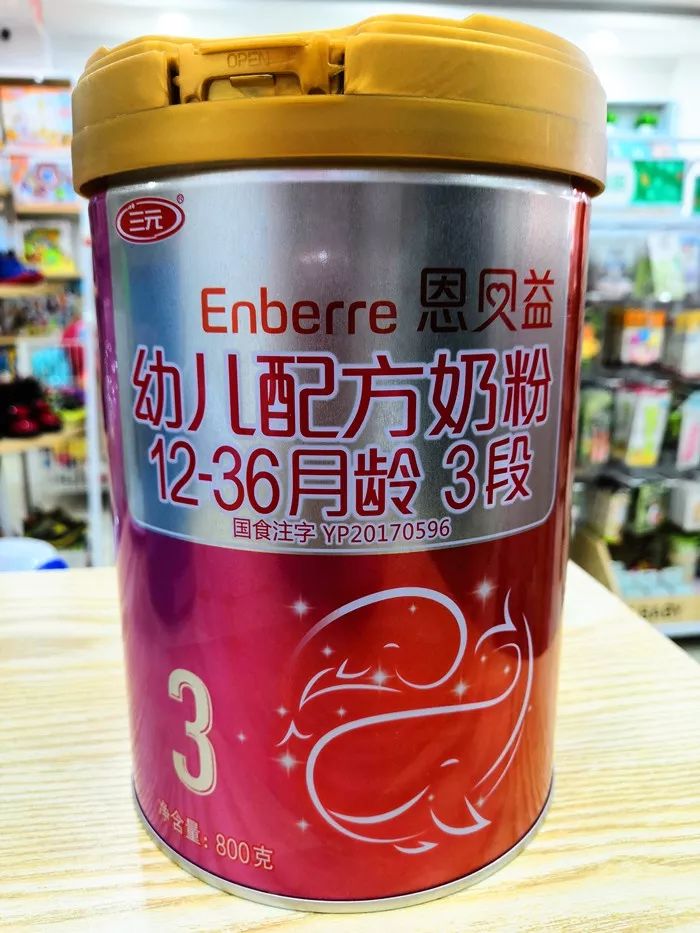 OPEN
三元®
Enberre 恩贝益
幼儿配方奶粉
12-36月龄 3段
国食注字 YP20170596
3
净含量: 800克